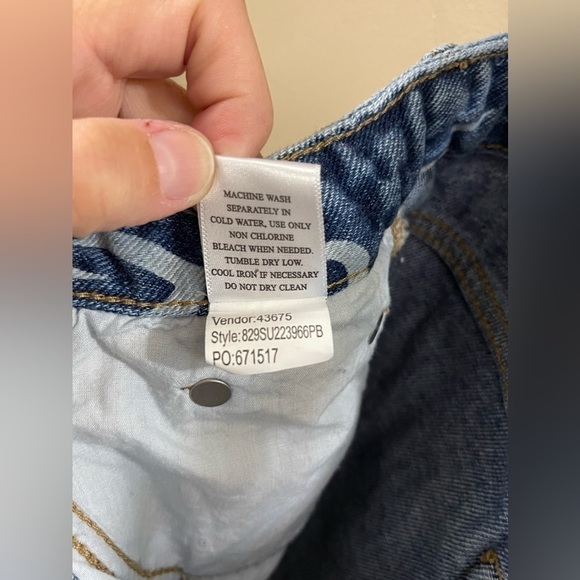 MACHINE WASH
SEPARATELY IN
COLD WATER, USE ONLY
NON CHLORINE
BLEACH WHEN NEEDED.
TUMBLE DRY LOW.
COOL IRON IF NECESSARY
DO NOT DRY CLEAN
Vendor:43675
Style:829SU223966PB
PO:671517